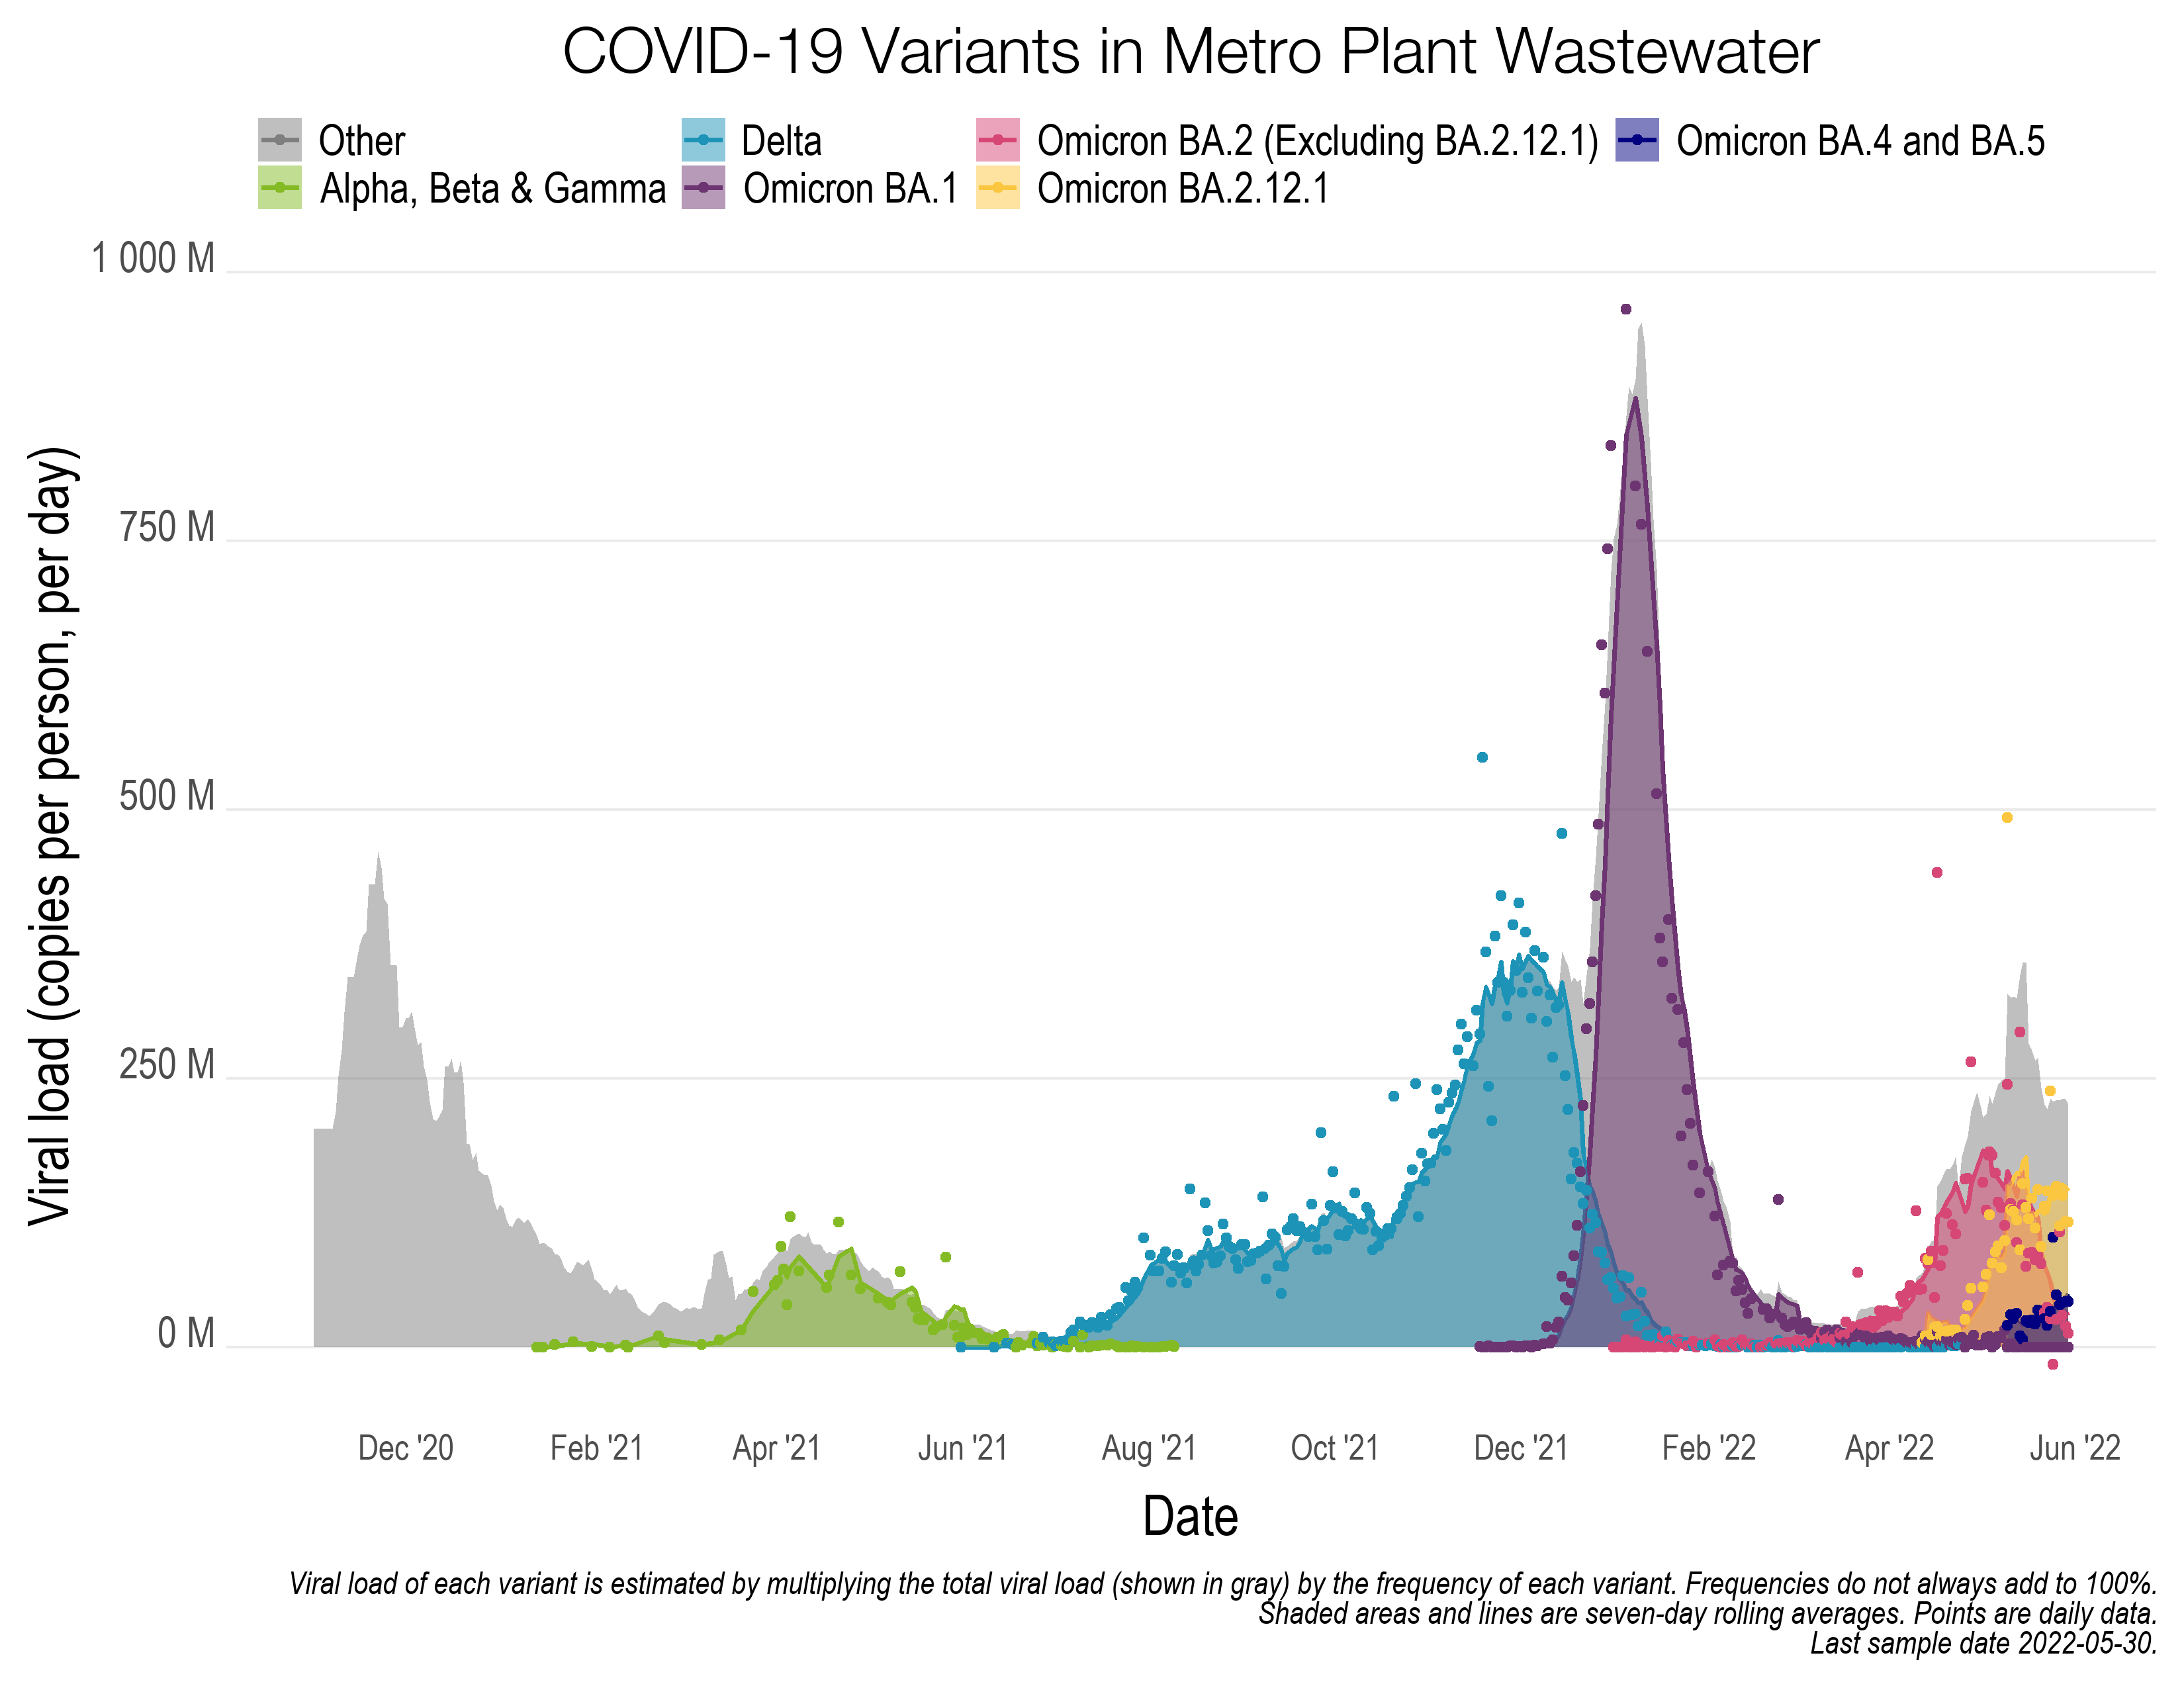 COVID-19 Variants in Metro Plant Wastewater
Other
Delta
Omicron BA.2 (Excluding BA.2.12.1)
Omicron BA.4 and BA.5
Alpha, Beta & Gamma
Omicron BA.1
Omicron BA.2.12.1
Viral load (copies per person, per day)
1 000 M
750 M
500 M
250 M
0 M
Dec '20
Feb '21
Apr '21
Jun '21
Aug '21
Oct '21
Dec '21
Feb '22
Apr '22
Jun '22
Date
Viral load of each variant is estimated by multiplying the total viral load (shown in gray) by the frequency of each variant. Frequencies do not always add to 100%.
Shaded areas and lines are seven-day rolling averages. Points are daily data.
Last sample date 2022-05-30.